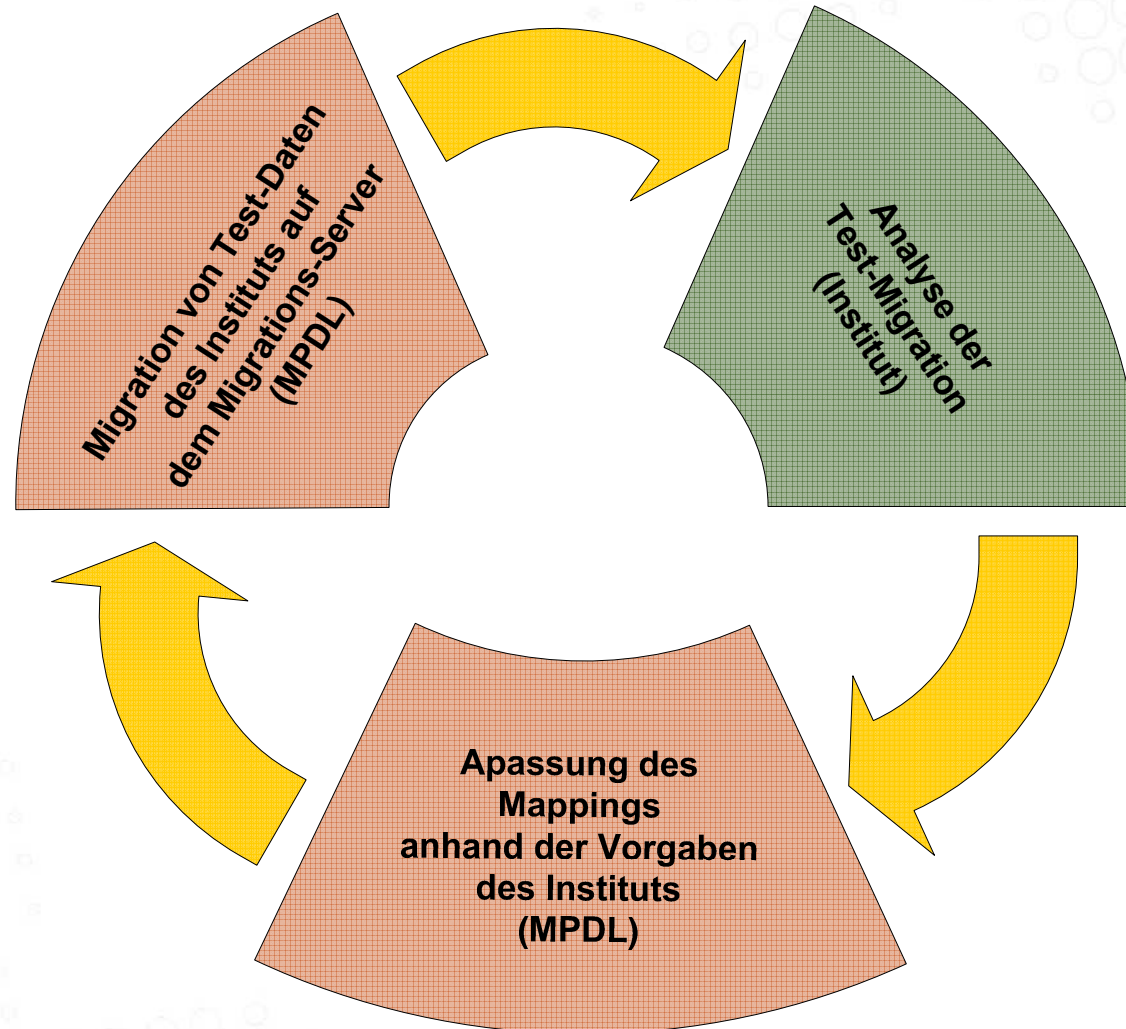 Migration von Test-Daten
des Instituts auf
dem Migrations-Server
(MPDL)
Analyse der
Test-Migration
(Institut)
Apassung des
Mappings
anhand der Vorgaben
des Instituts
(MPDL)